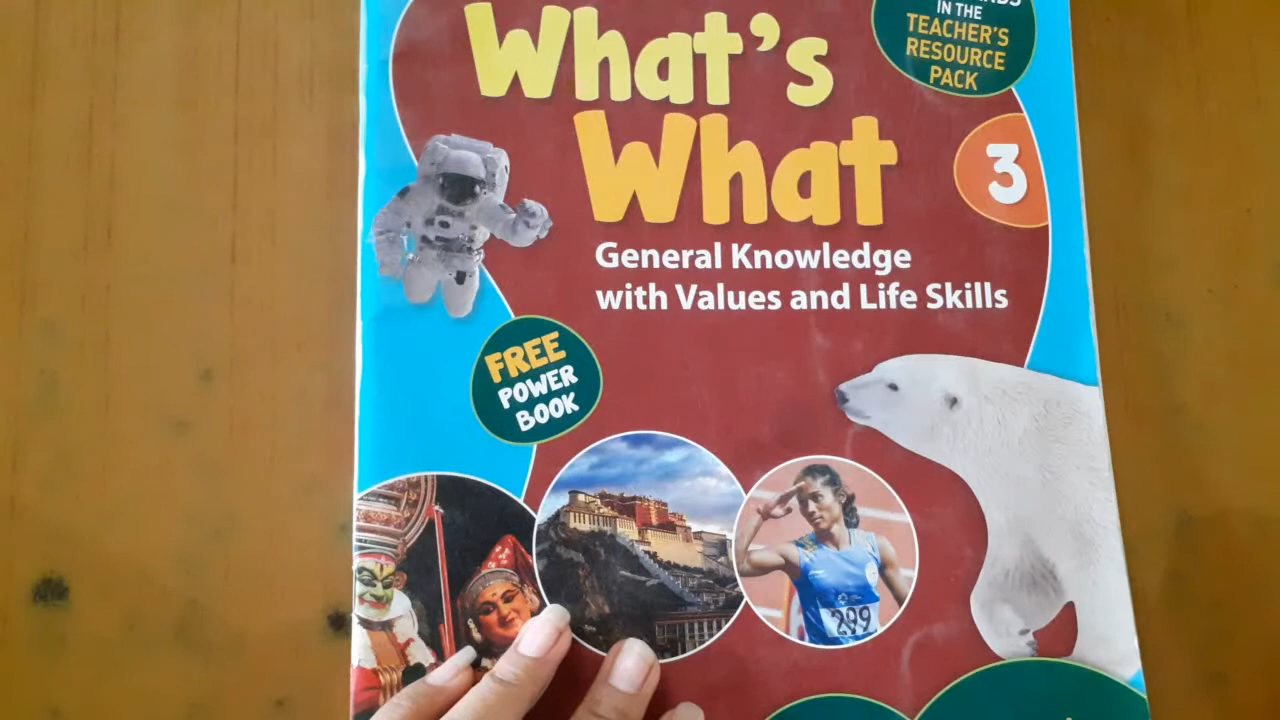 What's
What
IN THE
TEACHER'S
RESOURCE
PACK
3
General Knowledge
with Values and Life Skills
FREE
POWER
BOOK
299